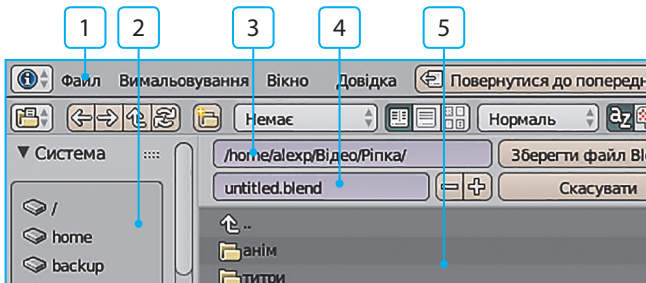 1 2 3 4 5
Файл Вимальовування Вікно Довідка Повернутися до попередн
Немає Нормаль az
Система /home/alexp/Відео/Ріпка/ Зберегти файл Bl
untitled.blend Скасувати
/ ..
home анім
backup титри